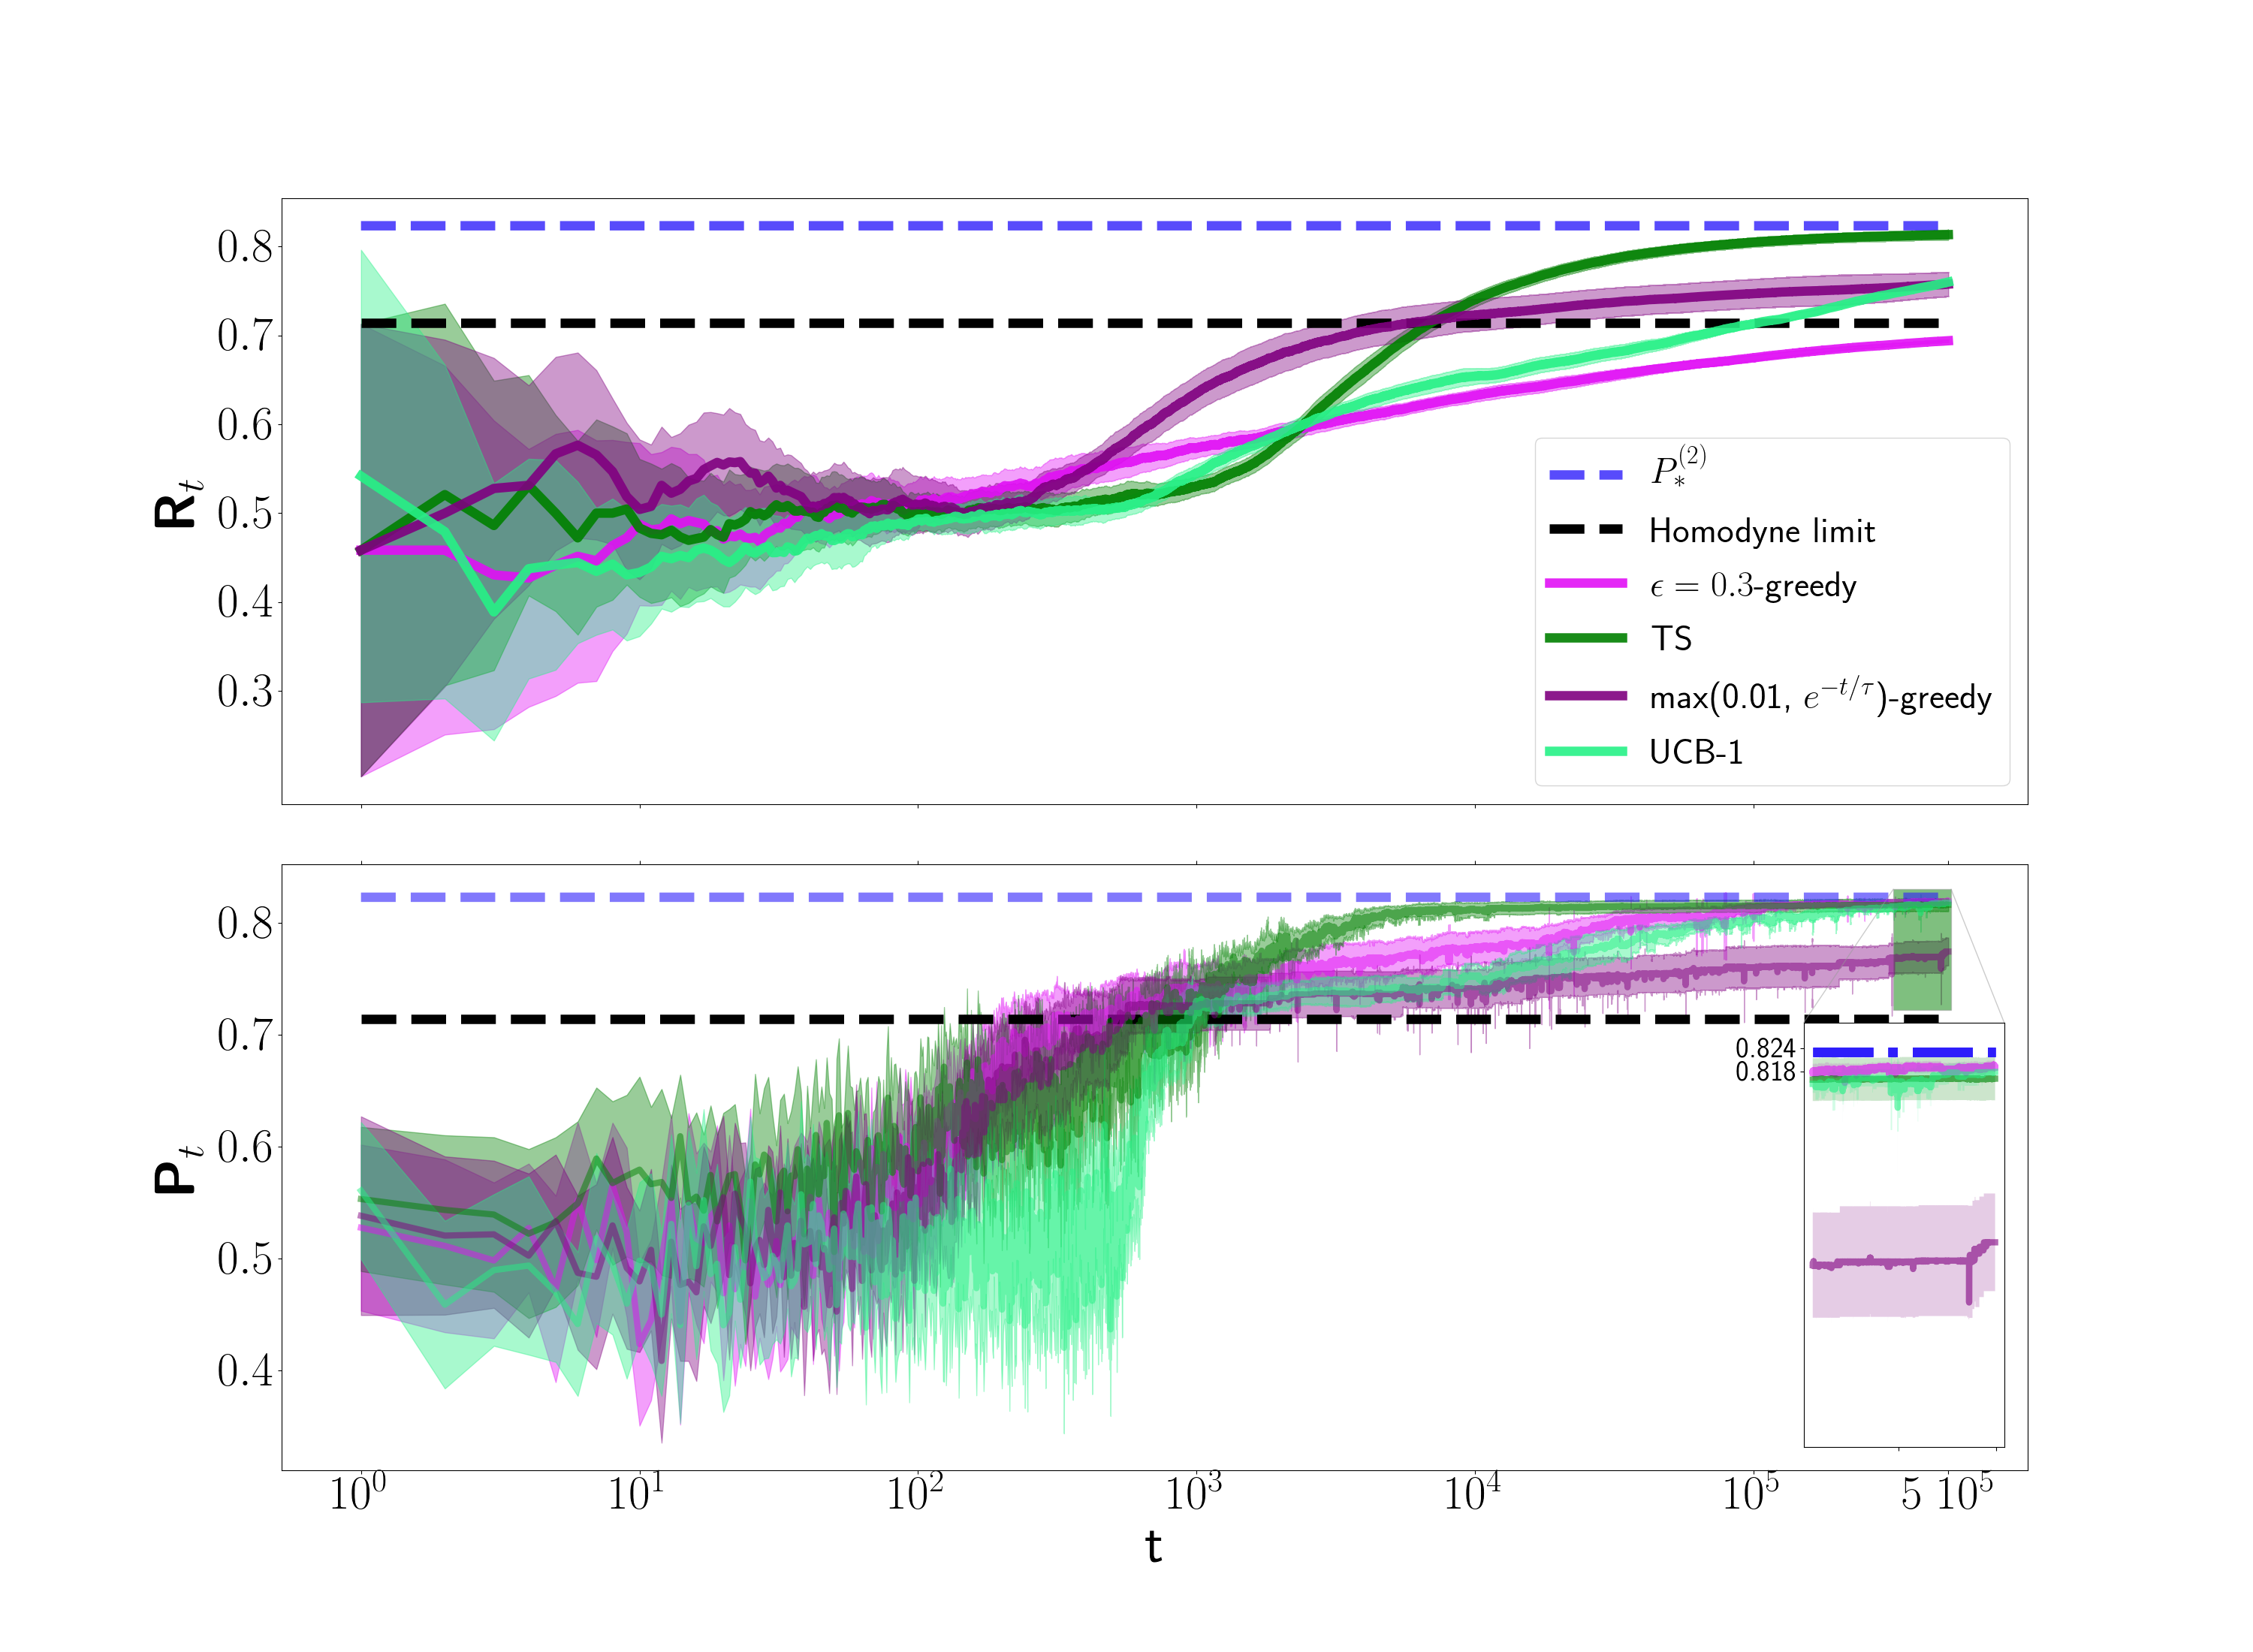 R_t
0.8
0.7
0.6
0.5
0.4
0.3
P_*^{(2)}
Homodyne limit
ϵ = 0.3-greedy
TS
max(0.01, e^{-t/τ})-greedy
UCB-1
P_t
0.8
0.7
0.6
0.5
0.4
0.824
0.818
10^0 10^1 10^2 10^3 10^4 10^5 5 10^5
t